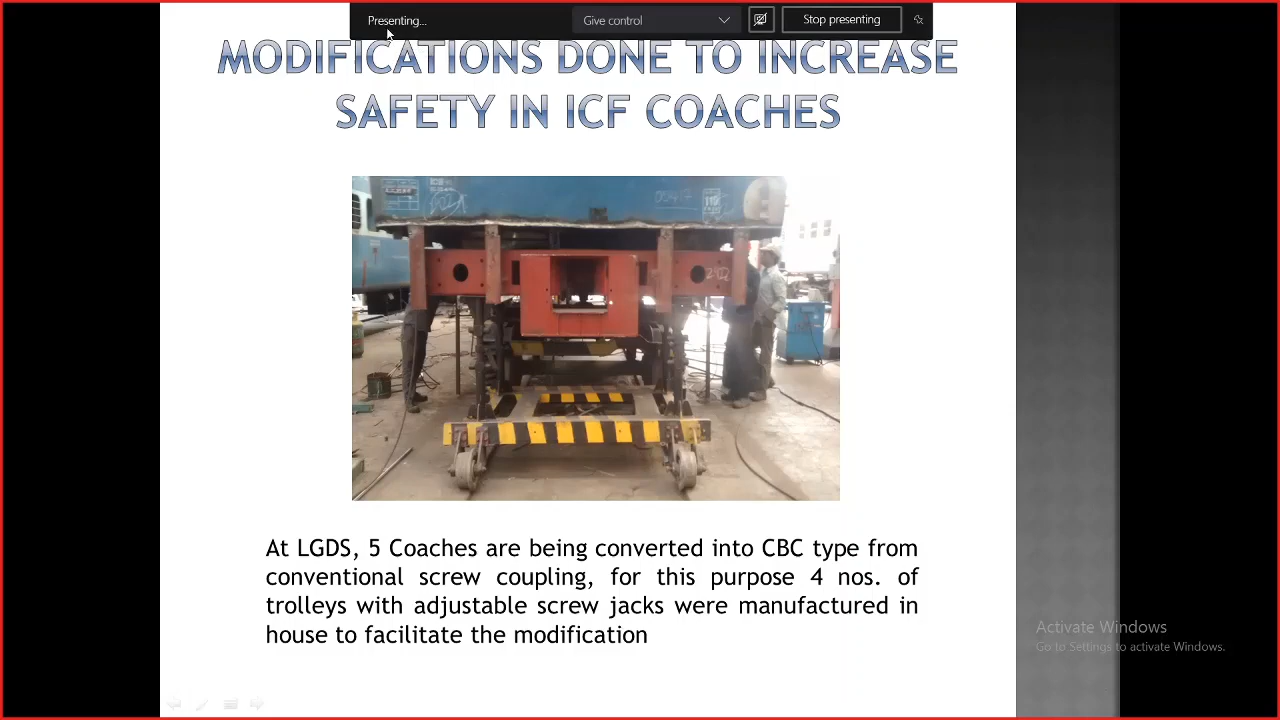 Presenting...
Give control
Stop presenting
MODIFICATIONS DONE TO INCREASE
SAFETY IN ICF COACHES
At LGDS, 5 Coaches are being converted into CBC type from
conventional screw coupling, for this purpose 4 nos. of
trolleys with adjustable screw jacks were manufactured in
house to facilitate the modification
Activate Windows
Go to Settings to activate Windows.